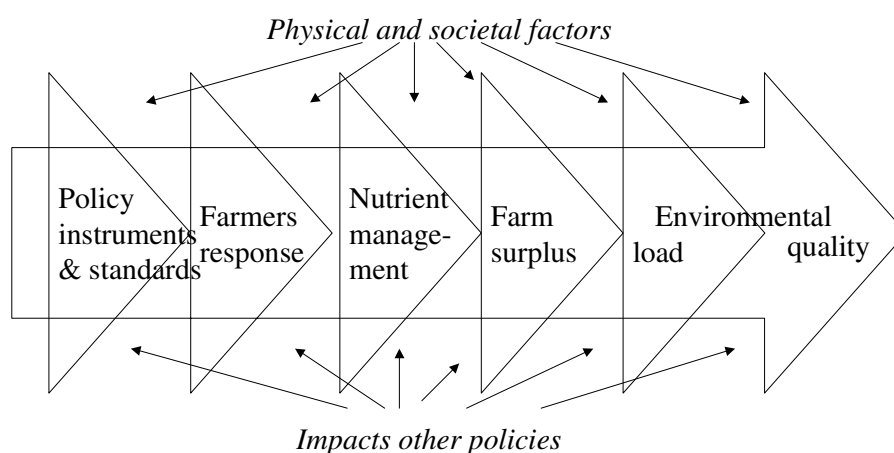 Physical and societal factors
Policy
instruments
& standards
Farmers
response
Nutrient
manage-
ment
Farm
surplus
Environmental
load
quality
Impacts other policies